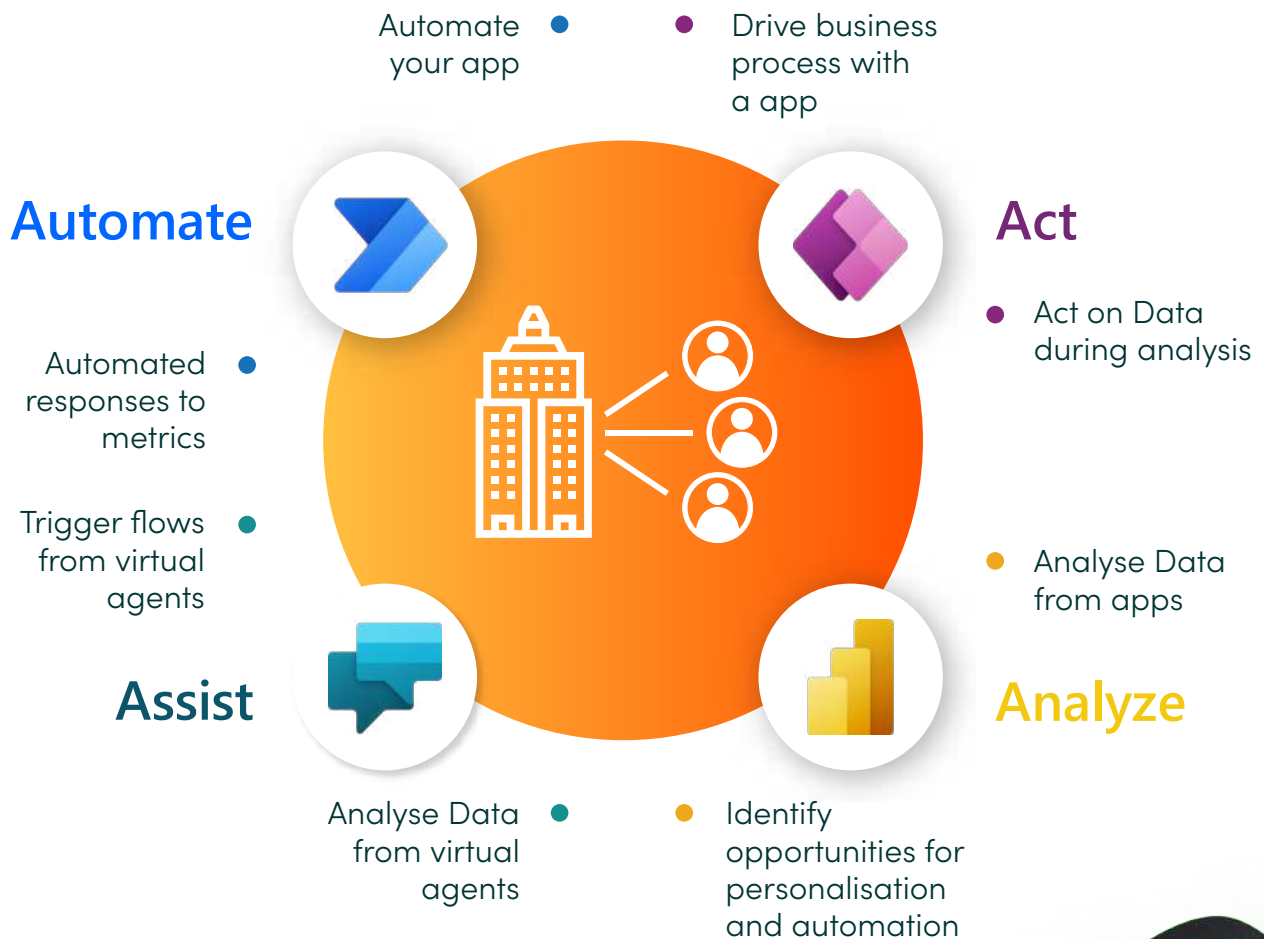 Automate
your app
Drive business
process with
a app
Automate
Act
Automated
responses to
metrics
Act on Data
during analysis
Trigger flows
from virtual
agents
Analyse Data
from apps
Assist
Analyze
Analyse Data
from virtual
agents
Identify
opportunities for
personalisation
and automation